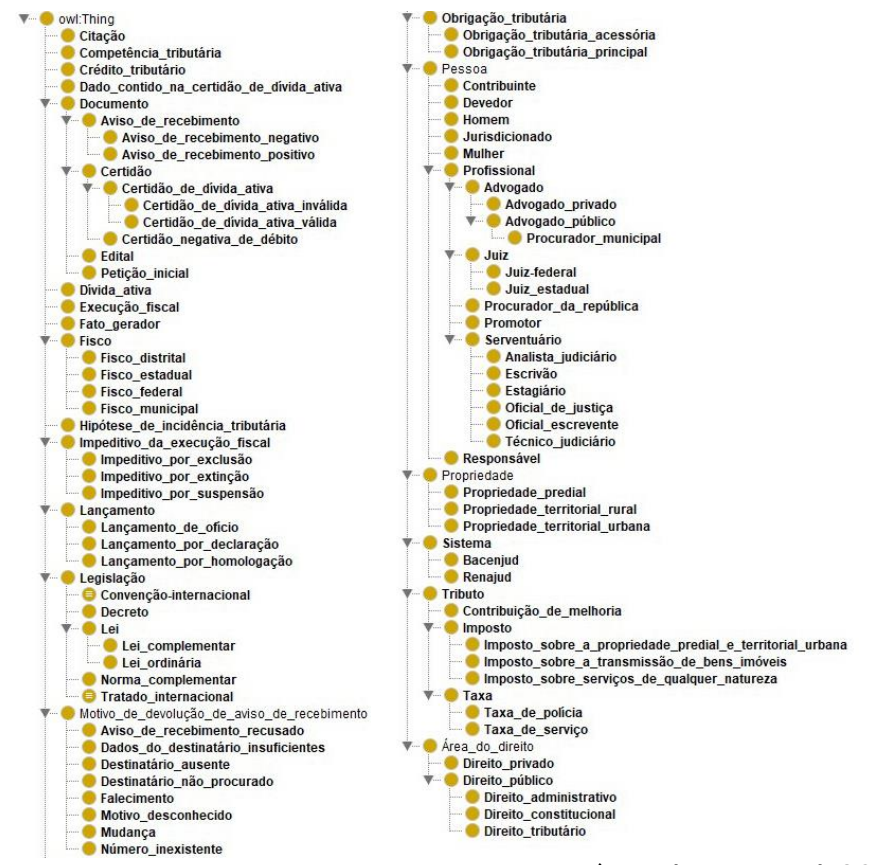 owl:Thing
Citação
Competência_tributária
Crédito_tributário
Dado_contido_na_certidão_de_dívida_ativa
Documento
Aviso_de_recebimento
Aviso_de_recebimento_negativo
Aviso_de_recebimento_positivo
Certidão
Certidão_de_dívida_ativa
Certidão_de_dívida_ativa_inválida
Certidão_de_dívida_ativa_válida
Certidão_negativa_de_débito
Edital
Petição_inicial
Dívida_ativa
Execução_fiscal
Fato_gerador
Fisco
Fisco_distrital
Fisco_estadual
Fisco_federal
Fisco_municipal
Hipótese_de_incidência_tributária
Impeditivo_da_execução_fiscal
Impeditivo_por_exclusão
Impeditivo_por_extinção
Impeditivo_por_suspensão
Lançamento
Lançamento_de_ofício
Lançamento_por_declaração
Lançamento_por_homologação
Legislação
Convenção-internacional
Decreto
Lei
Lei_complementar
Lei_ordinária
Norma_complementar
Tratado_internacional
Motivo_de_devolução_de_aviso_de_recebimento
Aviso_de_recebimento_recusado
Dados_do_destinatário_insuficientes
Destinatário_ausente
Destinatário_não_procurado
Falecimento
Motivo_desconhecido
Mudança
Número_inexistente
Obrigação_tributária
Obrigação_tributária_acessória
Obrigação_tributária_principal
Pessoa
Contribuinte
Devedor
Homem
Jurisdicionado
Mulher
Profissional
Advogado
Advogado_privado
Advogado_público
Procurador_municipal
Juiz
Juiz-federal
Juiz_estadual
Procurador_da_república
Promotor
Serventuário
Analista_judiciário
Escrivão
Estagiário
Oficial_de_justiça
Oficial_escrevente
Técnico_judiciário
Responsável
Propriedade
Propriedade_predial
Propriedade_territorial_rural
Propriedade_territorial_urbana
Sistema
Bacenjud
Renajud
Tributo
Contribuição_de_melhoria
Imposto
Imposto_sobre_a_propriedade_predial_e_territorial_urbana
Imposto_sobre_a_transmissão_de_bens_imóveis
Imposto_sobre_serviços_de_qualquer_natureza
Taxa
Taxa_de_polícia
Taxa_de_serviço
Área_do_direito
Direito_privado
Direito_público
Direito_administrativo
Direito_constitucional
Direito_tributário